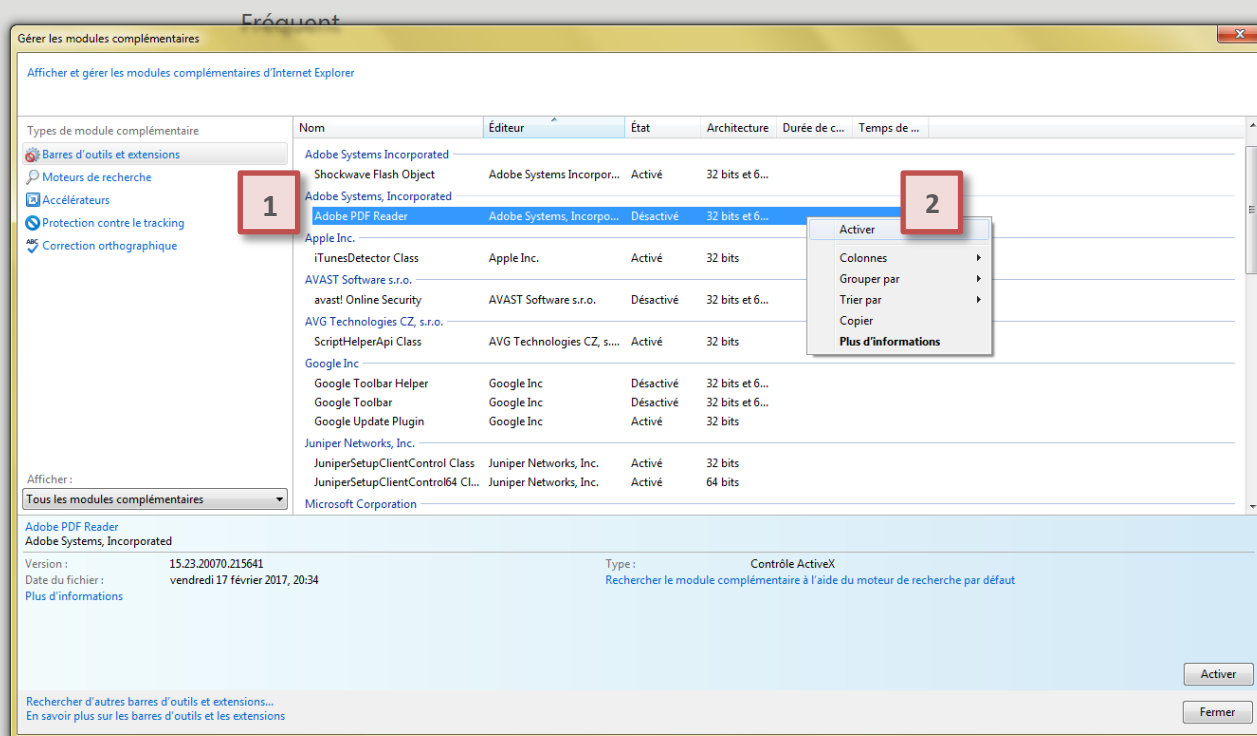 Fréquent
Gérer les modules complémentaires
Afficher et gérer les modules complémentaires d'Internet Explorer
Types de module complémentaire
Barres d'outils et extensions
Moteurs de recherche
Accélérateurs
Protection contre le tracking
ABC Correction orthographique
Afficher :
Tous les modules complémentaires
1
2
Nom Éditeur État Architecture Durée de c... Temps de ...
Adobe Systems Incorporated
Shockwave Flash Object Adobe Systems Incorpor... Activé 32 bits et 6...
Adobe Systems, Incorporated
Adobe PDF Reader Adobe Systems, Incorpo... Désactivé 32 bits et 6...
Apple Inc.
iTunesDetector Class Apple Inc. Activé 32 bits
AVAST Software s.r.o.
avast! Online Security AVAST Software s.r.o. Désactivé 32 bits et 6...
AVG Technologies CZ, s.r.o.
ScriptHelperApi Class AVG Technologies CZ, s.... Activé 32 bits
Google Inc
Google Toolbar Helper Google Inc Désactivé 32 bits et 6...
Google Toolbar Google Inc Désactivé 32 bits et 6...
Google Update Plugin Google Inc Activé 32 bits
Juniper Networks, Inc.
JuniperSetupClientControl Class Juniper Networks, Inc. Activé 32 bits
JuniperSetupClientControl64 Cl... Juniper Networks, Inc. Activé 64 bits
Microsoft Corporation
Activer
Colonnes
Grouper par
Trier par
Copier
Plus d'informations
Adobe PDF Reader
Adobe Systems, Incorporated
Version : 15.23.20070.215641 Type : Contrôle ActiveX
Date du fichier : vendredi 17 février 2017, 20:34 Rechercher le module complémentaire à l'aide du moteur de recherche par défaut
Plus d'informations
Activer
Rechercher d'autres barres d'outils et extensions...
En savoir plus sur les barres d'outils et les extensions
Fermer